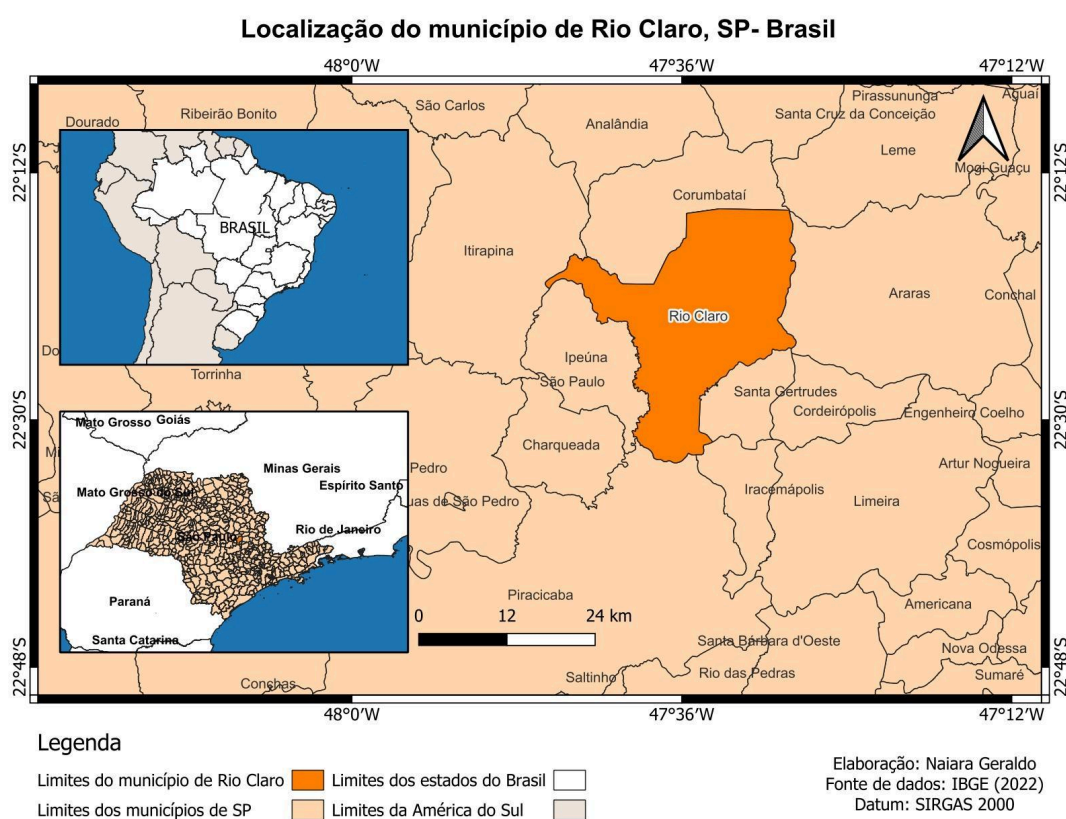 Localização do município de Rio Claro, SP- Brasil
48°0'W 47°36'W 47°12'W
Dourado
Ribeirão Bonito
São Carlos
Analândia
Pirassununga
Aguaí
Santa Cruz da Conceição
Leme
Mogi Guaçu
22°12'S 22°12'S
Corumbataí
BRASIL
Itirapina
Araras
Conchal
Rio Claro
Do
Ipeúna
São Paulo
Torrinha
Santa Gertrudes
Cordeirópolis
Engenheiro Coelho
22°30'S 22°30'S
Mato Grosso
Goiás
Charqueada
Mi
Minas Gerais
Pedro
Artur Nogueira
Espírito Santo
Mato Grosso do Sul
Sã
uas de São Pedro
Iracemápolis
Limeira
Rio de Janeiro
São Paulo
Cosmópolis
Paraná
Piracicaba
Americana
0 12 24 km
Santa Catarina
Santa Bárbara d'Oeste
Nova Odessa
22°48'S 22°48'S
Conchas
Saltinho
Rio das Pedras
Sumaré
48°0'W 47°36'W 47°12'W
Legenda
Limites do município de Rio Claro
Limites dos estados do Brasil
Limites dos municípios de SP
Limites da América do Sul
Elaboração: Naiara Geraldo
Fonte de dados: IBGE (2022)
Datum: SIRGAS 2000